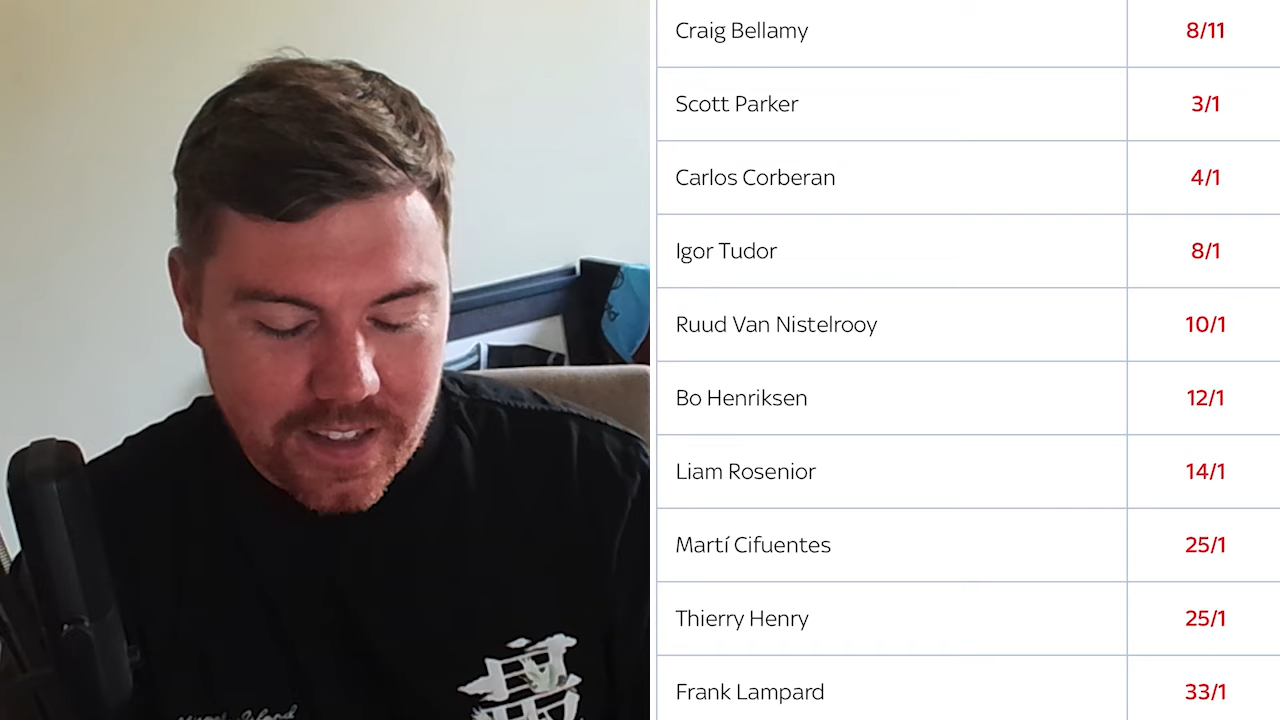 Craig Bellamy 8/11
Scott Parker 3/1
Carlos Corberan 4/1
Igor Tudor 8/1
Ruud Van Nistelrooy 10/1
Bo Henriksen 12/1
Liam Rosenior 14/1
Martí Cifuentes 25/1
Thierry Henry 25/1
Frank Lampard 33/1